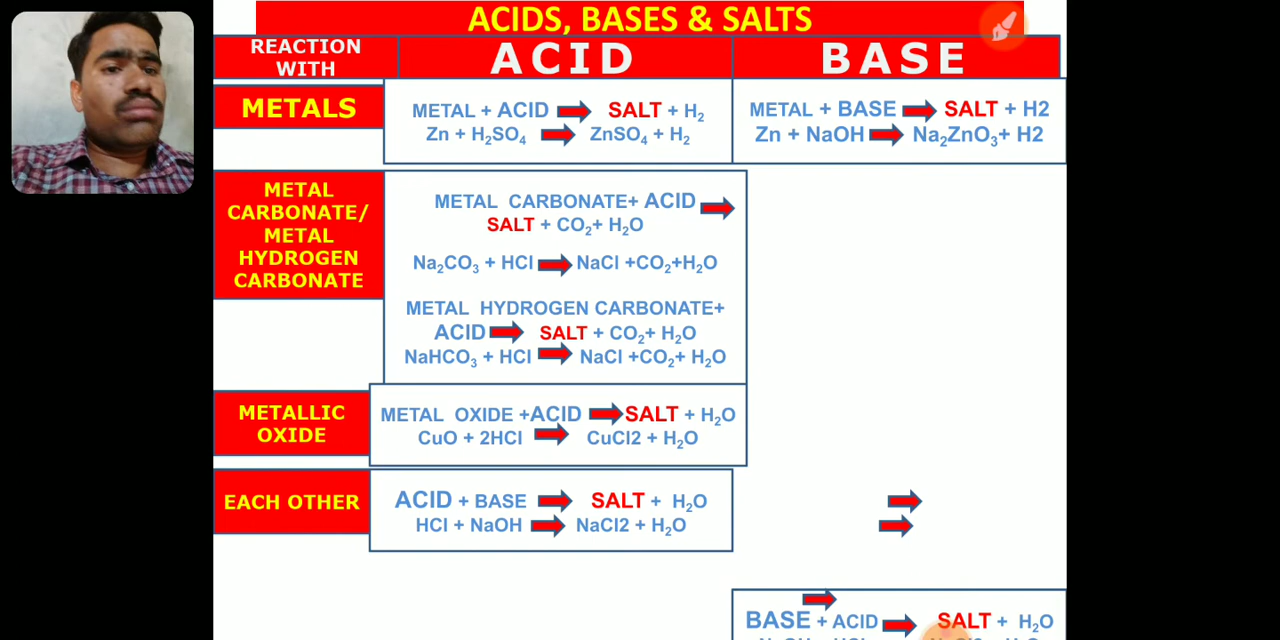 ACIDS, BASES & SALTS
REACTION WITH
ACID
BASE
METALS
METAL + ACID SALT + H₂
Zn + H₂SO₄ ZnSO₄ + H₂
METAL + BASE SALT + H2
Zn + NaOH Na₂ZnO₃+ H2
METAL
CARBONATE/
METAL
HYDROGEN
CARBONATE
METAL CARBONATE+ ACID
SALT + CO₂+ H₂O
Na₂CO₃ + HCl NaCl +CO₂+H₂O
METAL HYDROGEN CARBONATE+
ACID SALT + CO₂+ H₂O
NaHCO₃ + HCl NaCl +CO₂+ H₂O
METALLIC
OXIDE
METAL OXIDE +ACID SALT + H₂O
CuO + 2HCl CuCl2 + H₂O
EACH OTHER
ACID + BASE SALT + H₂O
HCl + NaOH NaCl2 + H₂O
BASE + ACID SALT + H₂O